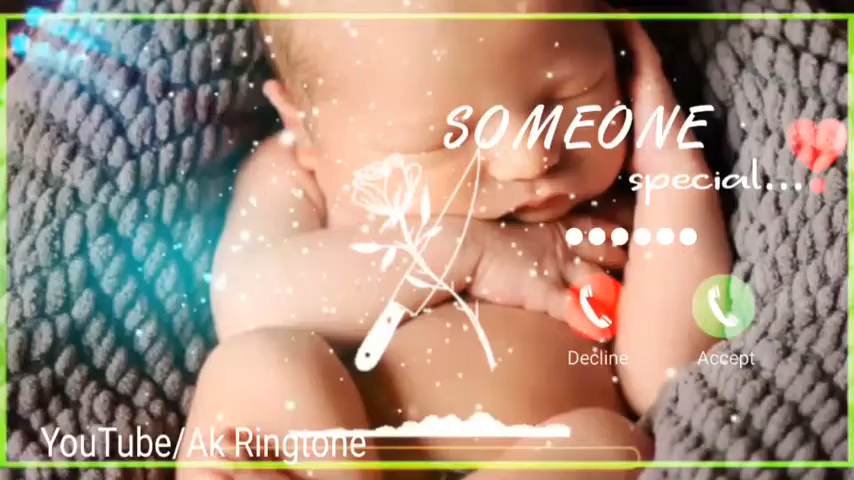 SOMEONE
special...
Decline
Accept
YouTube/Ak Ringtone